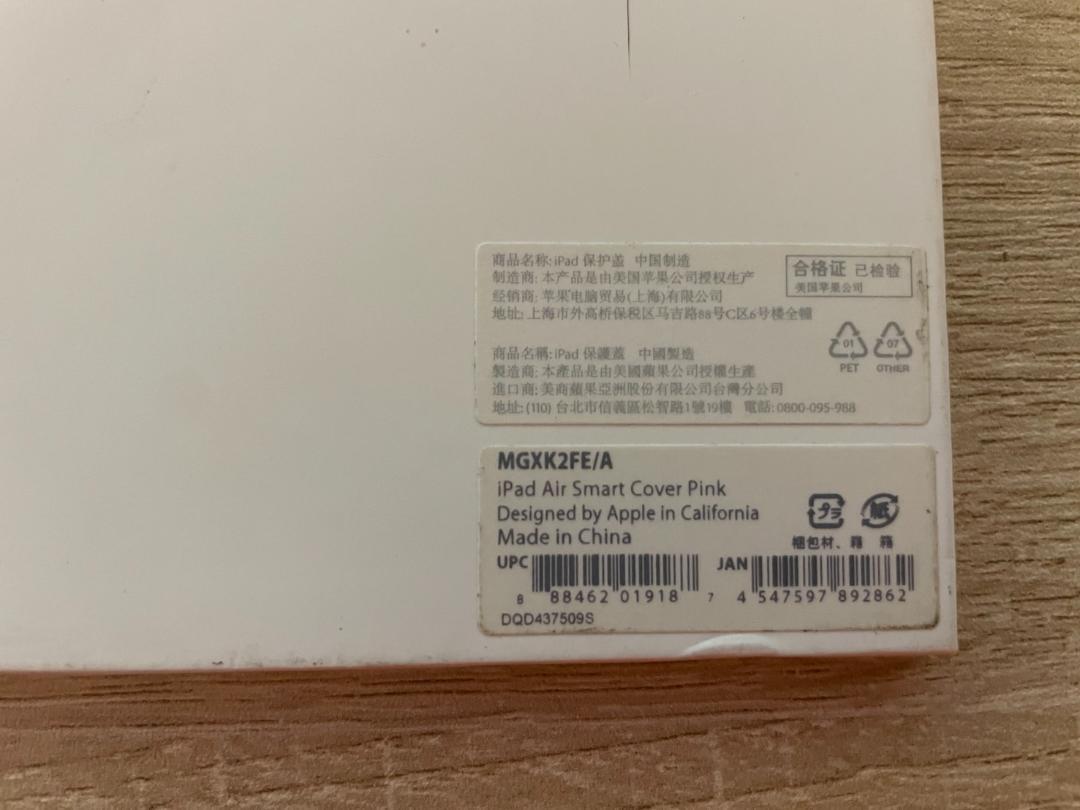 商品名称: iPad 保护盖 中国制造
制造商: 本产品是由美国苹果公司授权生产
经销商: 苹果电脑贸易(上海)有限公司
地址: 上海市外高桥保税区马吉路88号C区6号楼全幢
合格证 已检验
美国苹果公司
01
PET
07
OTHER
商品名稱: iPad 保護蓋 中國製造
製造商: 本產品是由美國蘋果公司授權生產
進口商: 美商蘋果亞洲股份有限公司台灣分公司
地址: (110) 台北市信義區松智路1號19樓 電話: 0800-095-988
MGXK2FE/A
iPad Air Smart Cover Pink
Designed by Apple in California
Made in China
プラ 紙
梱包材、箱 箱
UPC
8 88462 01918 7
JAN
4 547597 892862
DQD437509S